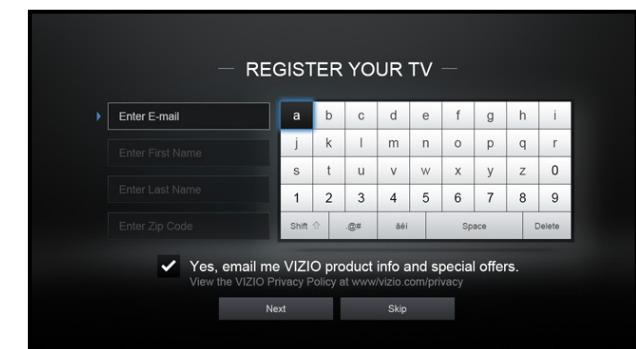 REGISTER YOUR TV
Enter E-mail
Enter First Name
Enter Last Name
Enter Zip Code
a b c d e f g h i
j k l m n o p q r
s t u v w x y z 0
1 2 3 4 5 6 7 8 9
Shift .@# äêí Space Delete
Yes, email me VIZIO product info and special offers.
View the VIZIO Privacy Policy at www/vizio.com/privacy
Next Skip